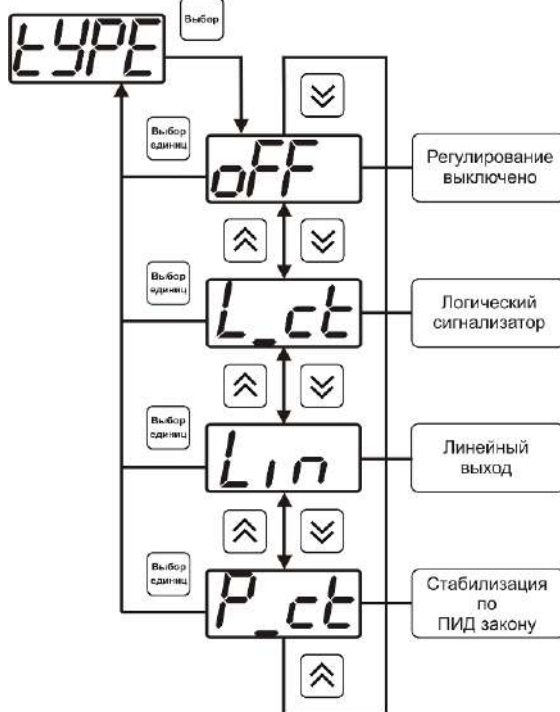 Выбор
tYPE
Выбор
единиц
oFF
Регулирование
выключено
Выбор
единиц
L_ct
Логический
сигнализатор
Выбор
единиц
Lin
Линейный
выход
Выбор
единиц
P_ct
Стабилизация
по
ПИД закону